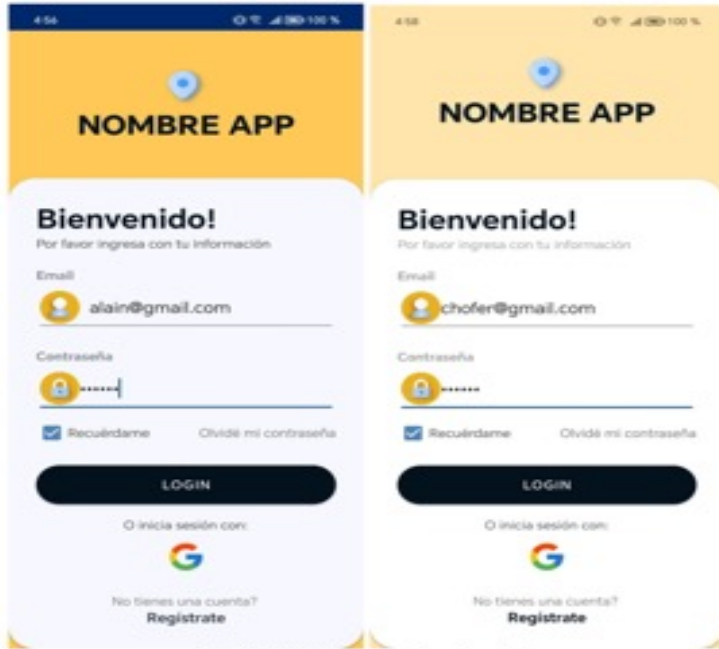 4:56
100 %
NOMBRE APP
Bienvenido!
Por favor ingresa con tu información
Email
alain@gmail.com
Contraseña
••••••
Recuérdame
Olvidé mi contraseña
LOGIN
O inicia sesión con:
G
No tienes una cuenta?
Regístrate
4:58
100 %
NOMBRE APP
Bienvenido!
Por favor ingresa con tu información
Email
chofer@gmail.com
Contraseña
••••••
Recuérdame
Olvidé mi contraseña
LOGIN
O inicia sesión con:
G
No tienes una cuenta?
Regístrate